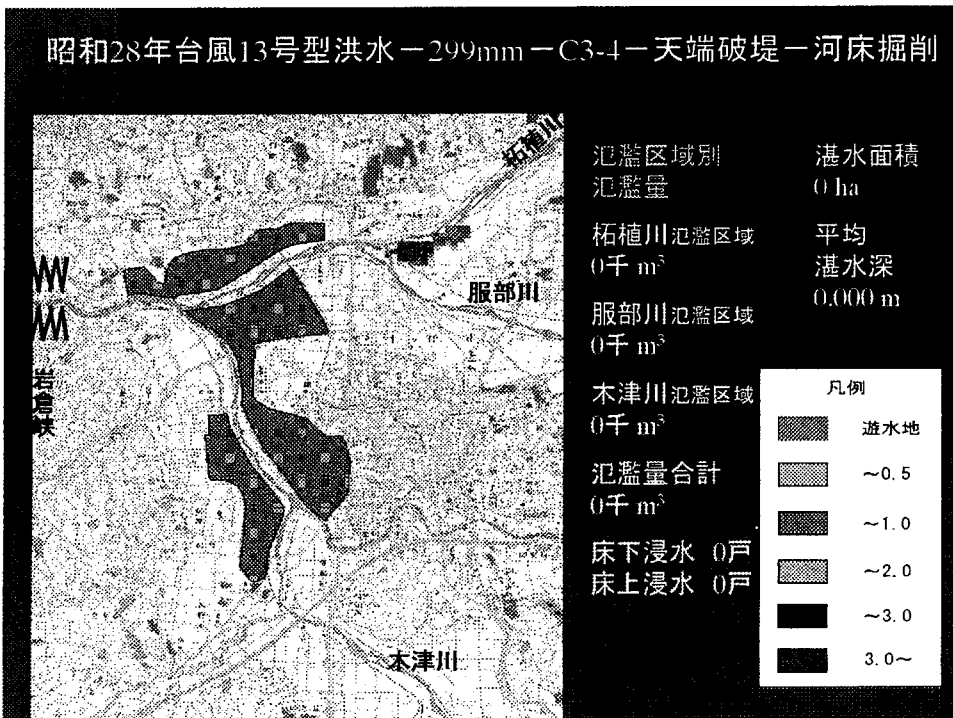 昭和28年台風13号型洪水－299mm－C3-4－天端破堤－河床掘削
柘植川
服部川
岩倉峡
木津川
氾濫区域別
氾濫量
柘植川氾濫区域
0千 m³
服部川氾濫区域
0千 m³
木津川氾濫区域
0千 m³
氾濫量合計
0千 m³
床下浸水 0戸
床上浸水 0戸
湛水面積
0 ha
平均
湛水深
0.000 m
凡例
遊水地
～0.5
～1.0
～2.0
～3.0
3.0～